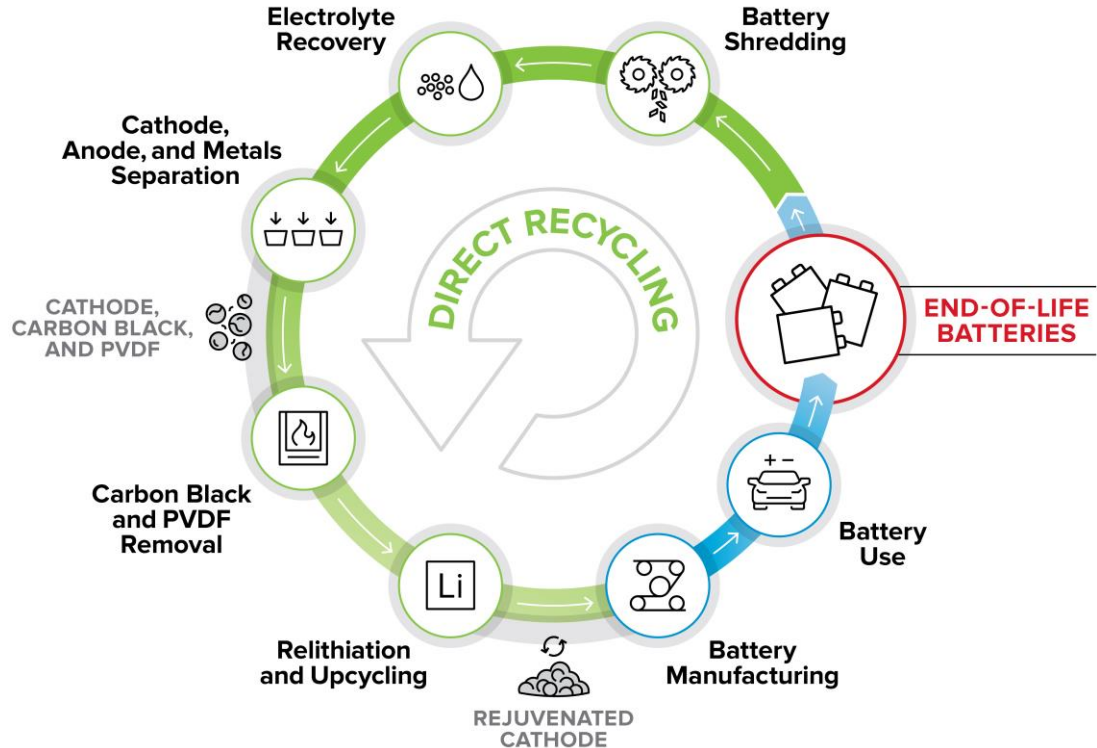 Electrolyte
Recovery
Battery
Shredding
Cathode,
Anode, and Metals
Separation
DIRECT RECYCLING
CATHODE,
CARBON BLACK,
AND PVDF
END-OF-LIFE
BATTERIES
Carbon Black
and PVDF
Removal
+ -
Battery
Use
Li
Relithiation
and Upcycling
Battery
Manufacturing
REJUVENATED
CATHODE